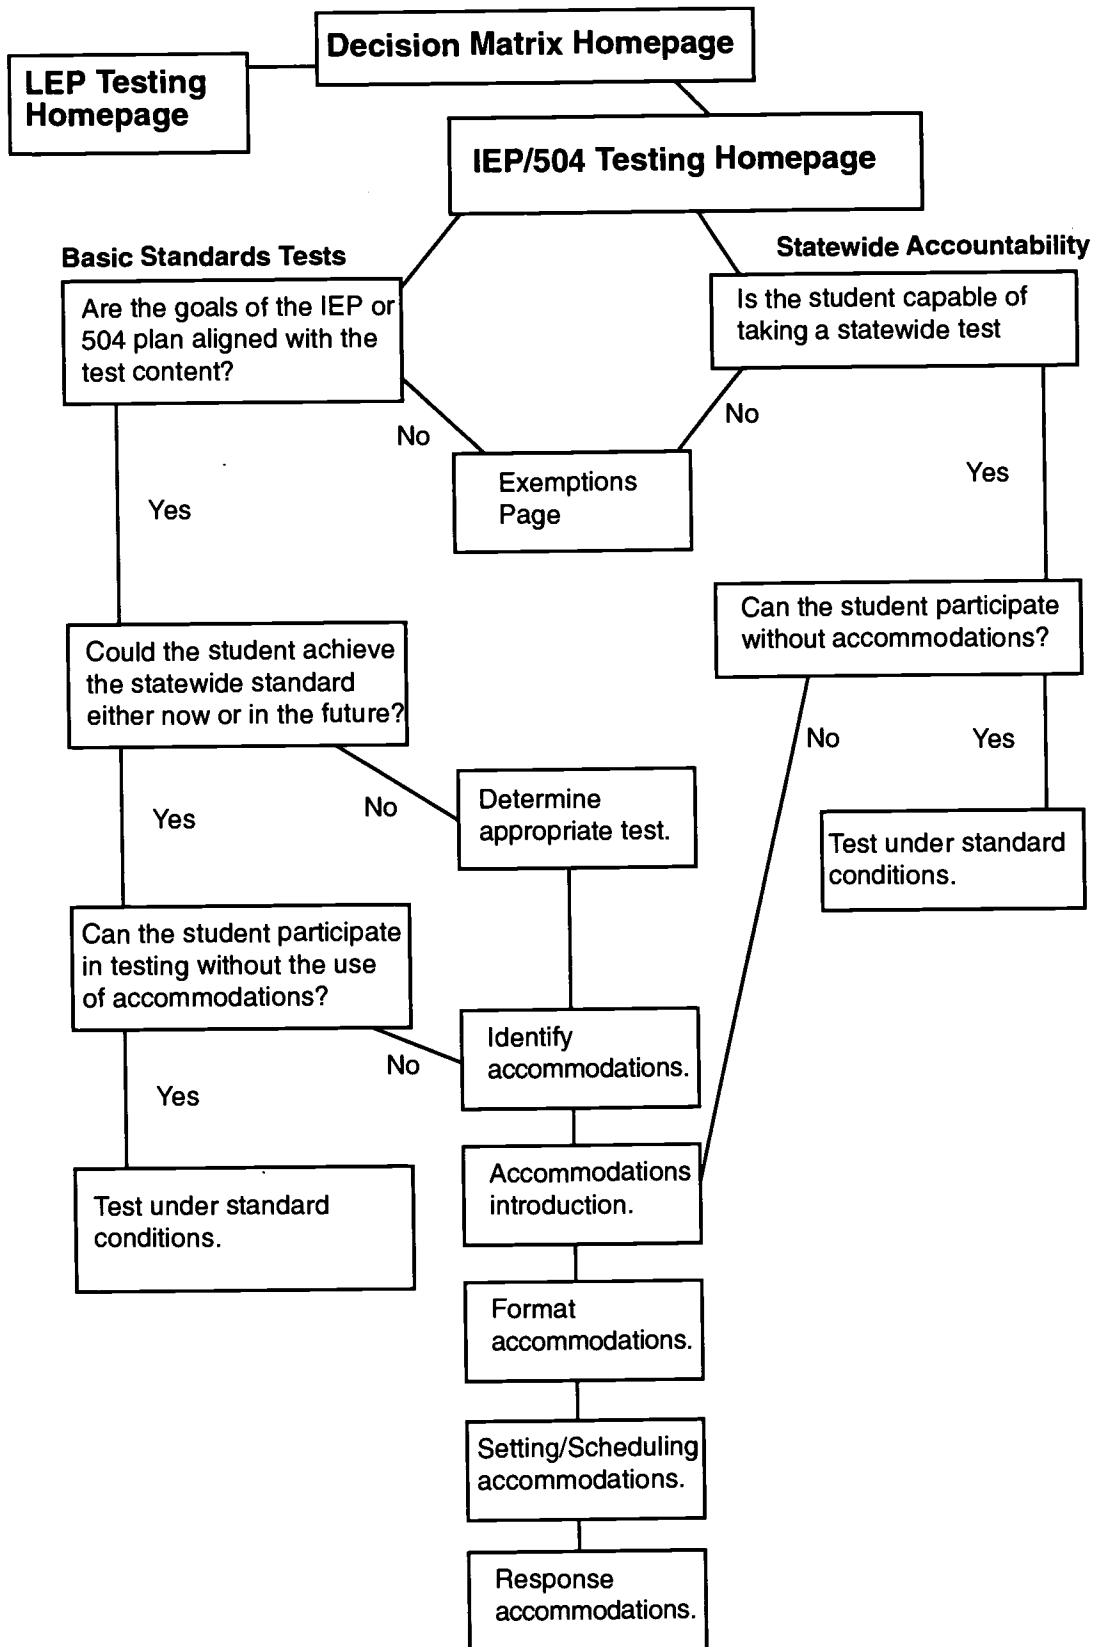 Decision Matrix Homepage
LEP Testing
Homepage
IEP/504 Testing Homepage
Basic Standards Tests
Statewide Accountability
Are the goals of the IEP or
504 plan aligned with the
test content?
Is the student capable of
taking a statewide test
No
No
Exemptions
Page
Yes
Yes
Can the student participate
without accommodations?
Could the student achieve
the statewide standard
either now or in the future?
No
Yes
Determine
appropriate test.
No
Yes
Test under standard
conditions.
Can the student participate
in testing without the use
of accommodations?
Identify
accommodations.
No
Yes
Accommodations
introduction.
Test under standard
conditions.
Format
accommodations.
Setting/Scheduling
accommodations.
Response
accommodations.